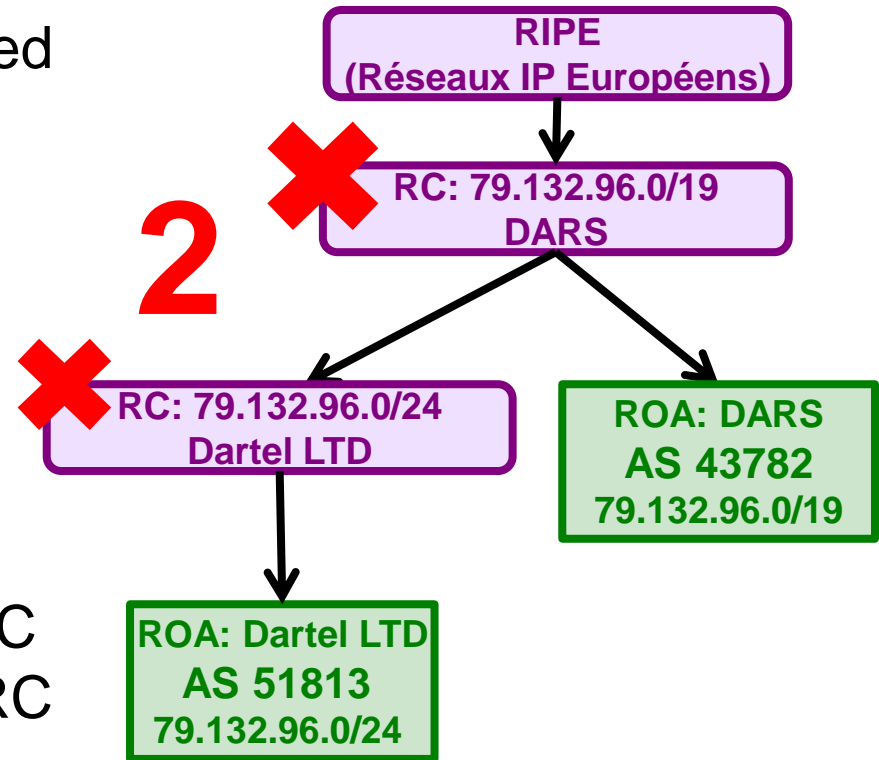 ed
RIPE
(Réseaux IP Européens)
RC: 79.132.96.0/19
DARS
2
RC: 79.132.96.0/24
Dartel LTD
ROA: DARS
AS 43782
79.132.96.0/19
C
RC
ROA: Dartel LTD
AS 51813
79.132.96.0/24